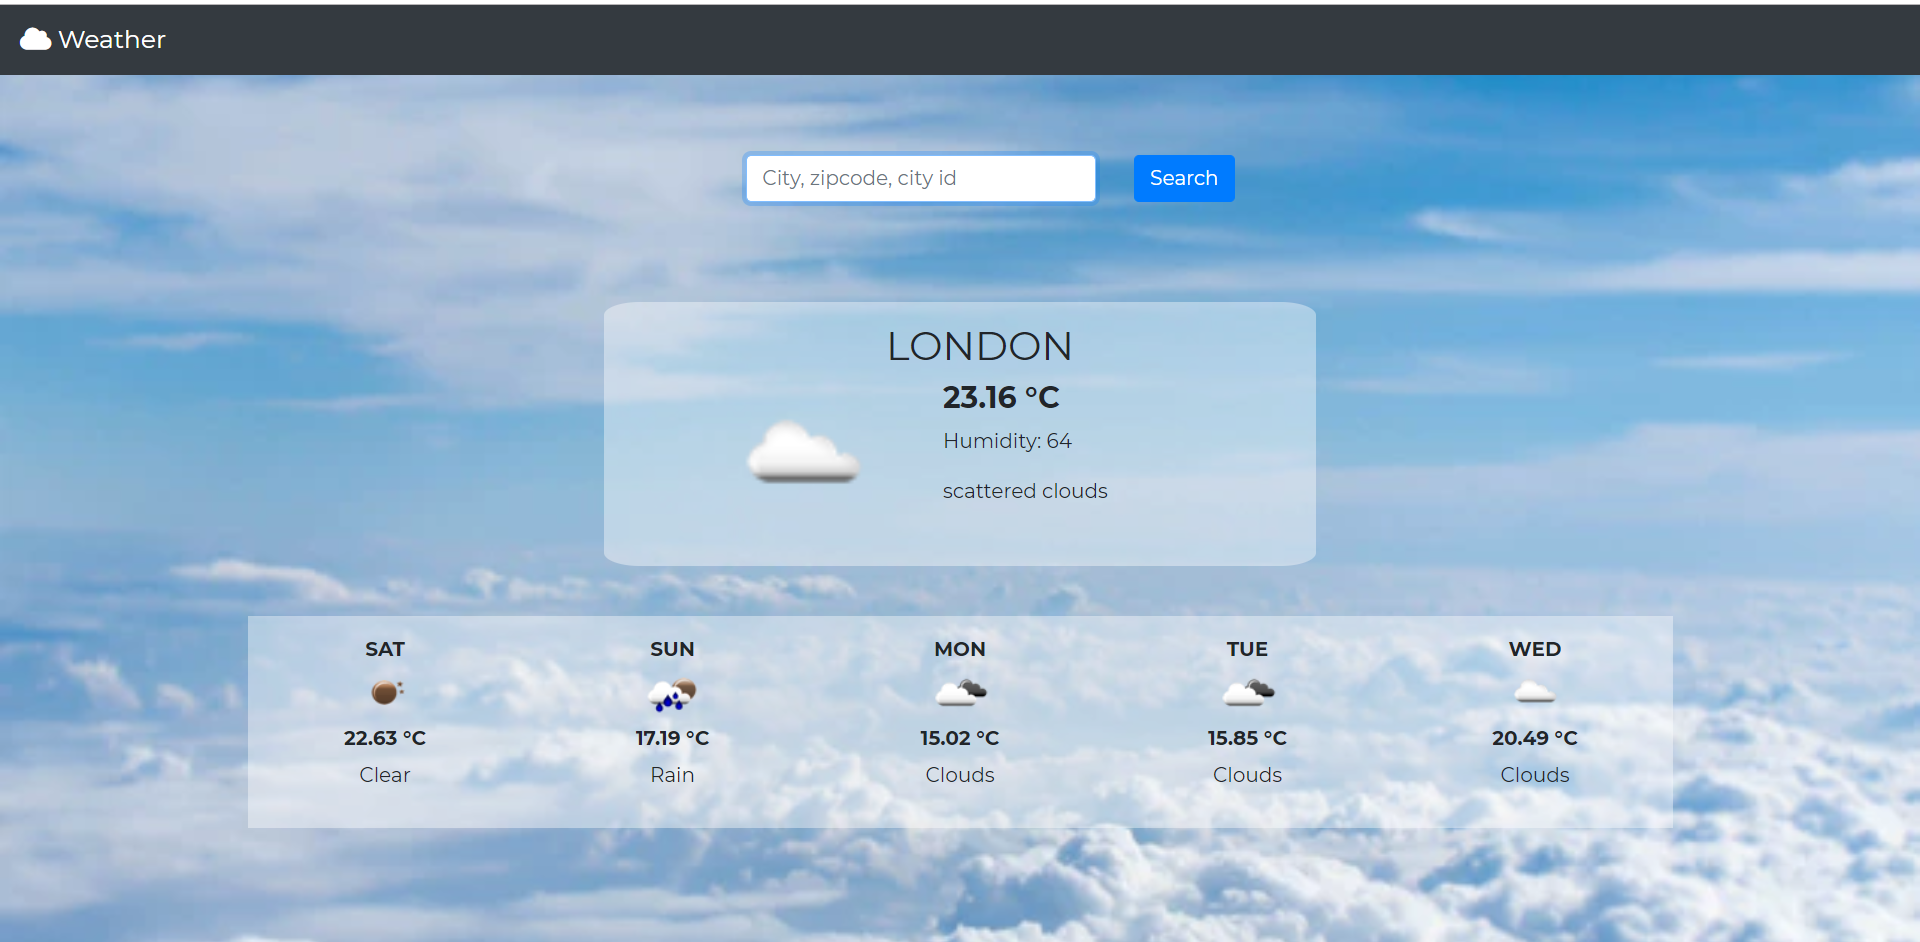 Weather
City, zipcode, city id
Search
LONDON
23.16 °C
Humidity: 64
scattered clouds
SAT SUN MON TUE WED
22.63 °C 17.19 °C 15.02 °C 15.85 °C 20.49 °C
Clear Rain Clouds Clouds Clouds